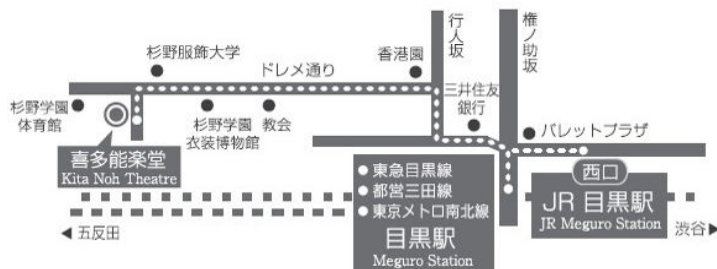 行人坂
権ノ助坂
杉野服飾大学
香港園
ドレメ通り
三井住友
銀行
杉野学園
体育館
杉野学園
衣装博物館
教会
パレットプラザ
喜多能楽堂
Kita Noh Theatre
東急目黒線
都営三田線
東京メトロ南北線
目黒駅
Meguro Station
西口
JR 目黒駅
JR Meguro Station
五反田
渋谷